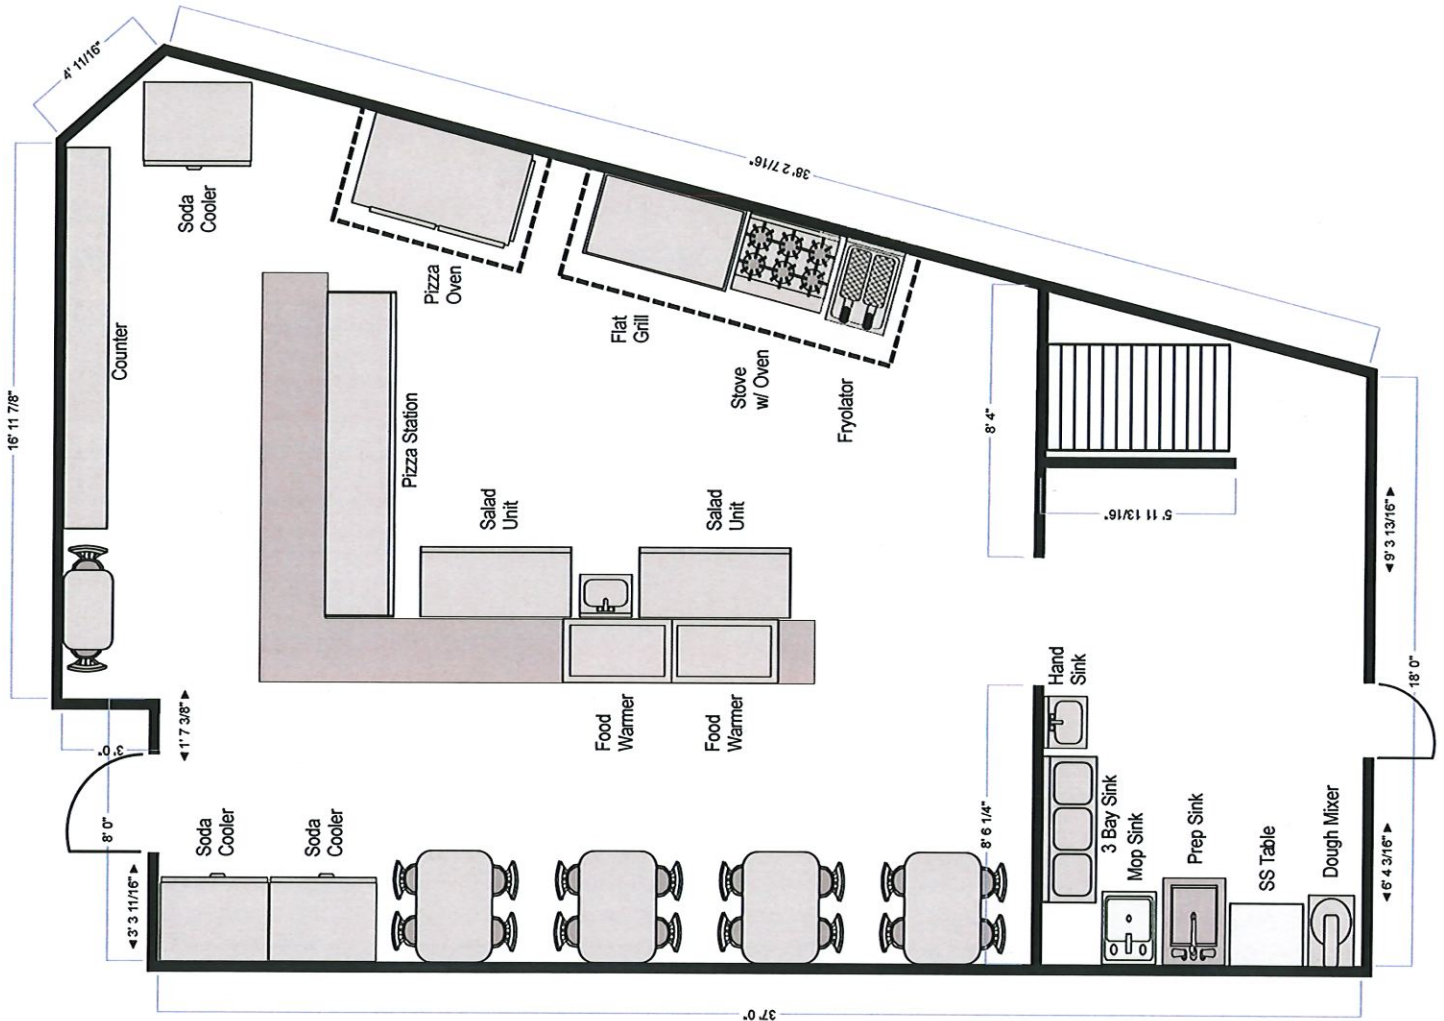 4' 11/16"
38' 2 7/16"
16' 11 7/8"
Soda
Cooler
Counter
Pizza
Oven
Flat
Grill
Stove
w/ Oven
Fryolator
Pizza Station
8' 4"
Salad
Unit
Salad
Unit
5' 11 13/16"
9' 3 13/16"
18' 0"
Hand
Sink
Food
Warmer
Food
Warmer
1' 7 3/8"
3' 0"
8' 0"
Soda
Cooler
Soda
Cooler
8' 6 1/4"
3 Bay Sink
Mop Sink
Prep Sink
SS Table
Dough Mixer
3' 3 11/16"
6' 4 3/16"
37' 0"